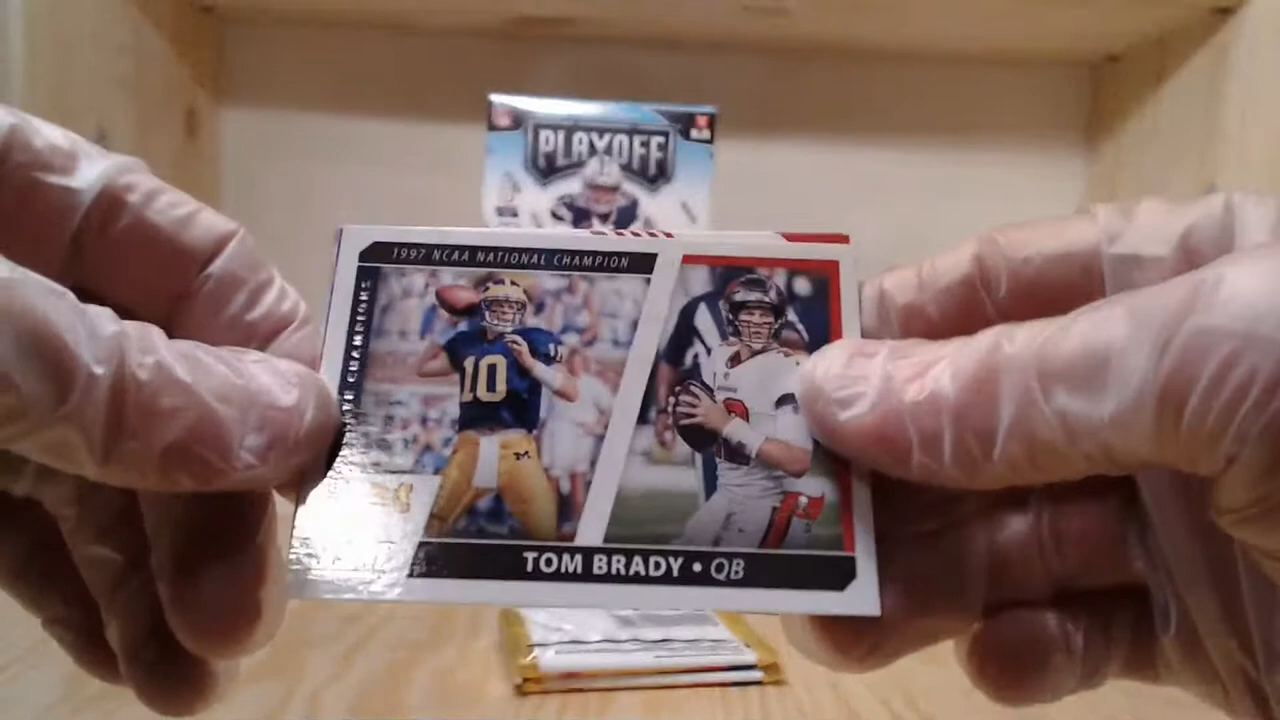 PLAYOFF
1997 NCAA NATIONAL CHAMPION
CHAMPIONS
10
TOM BRADY • QB